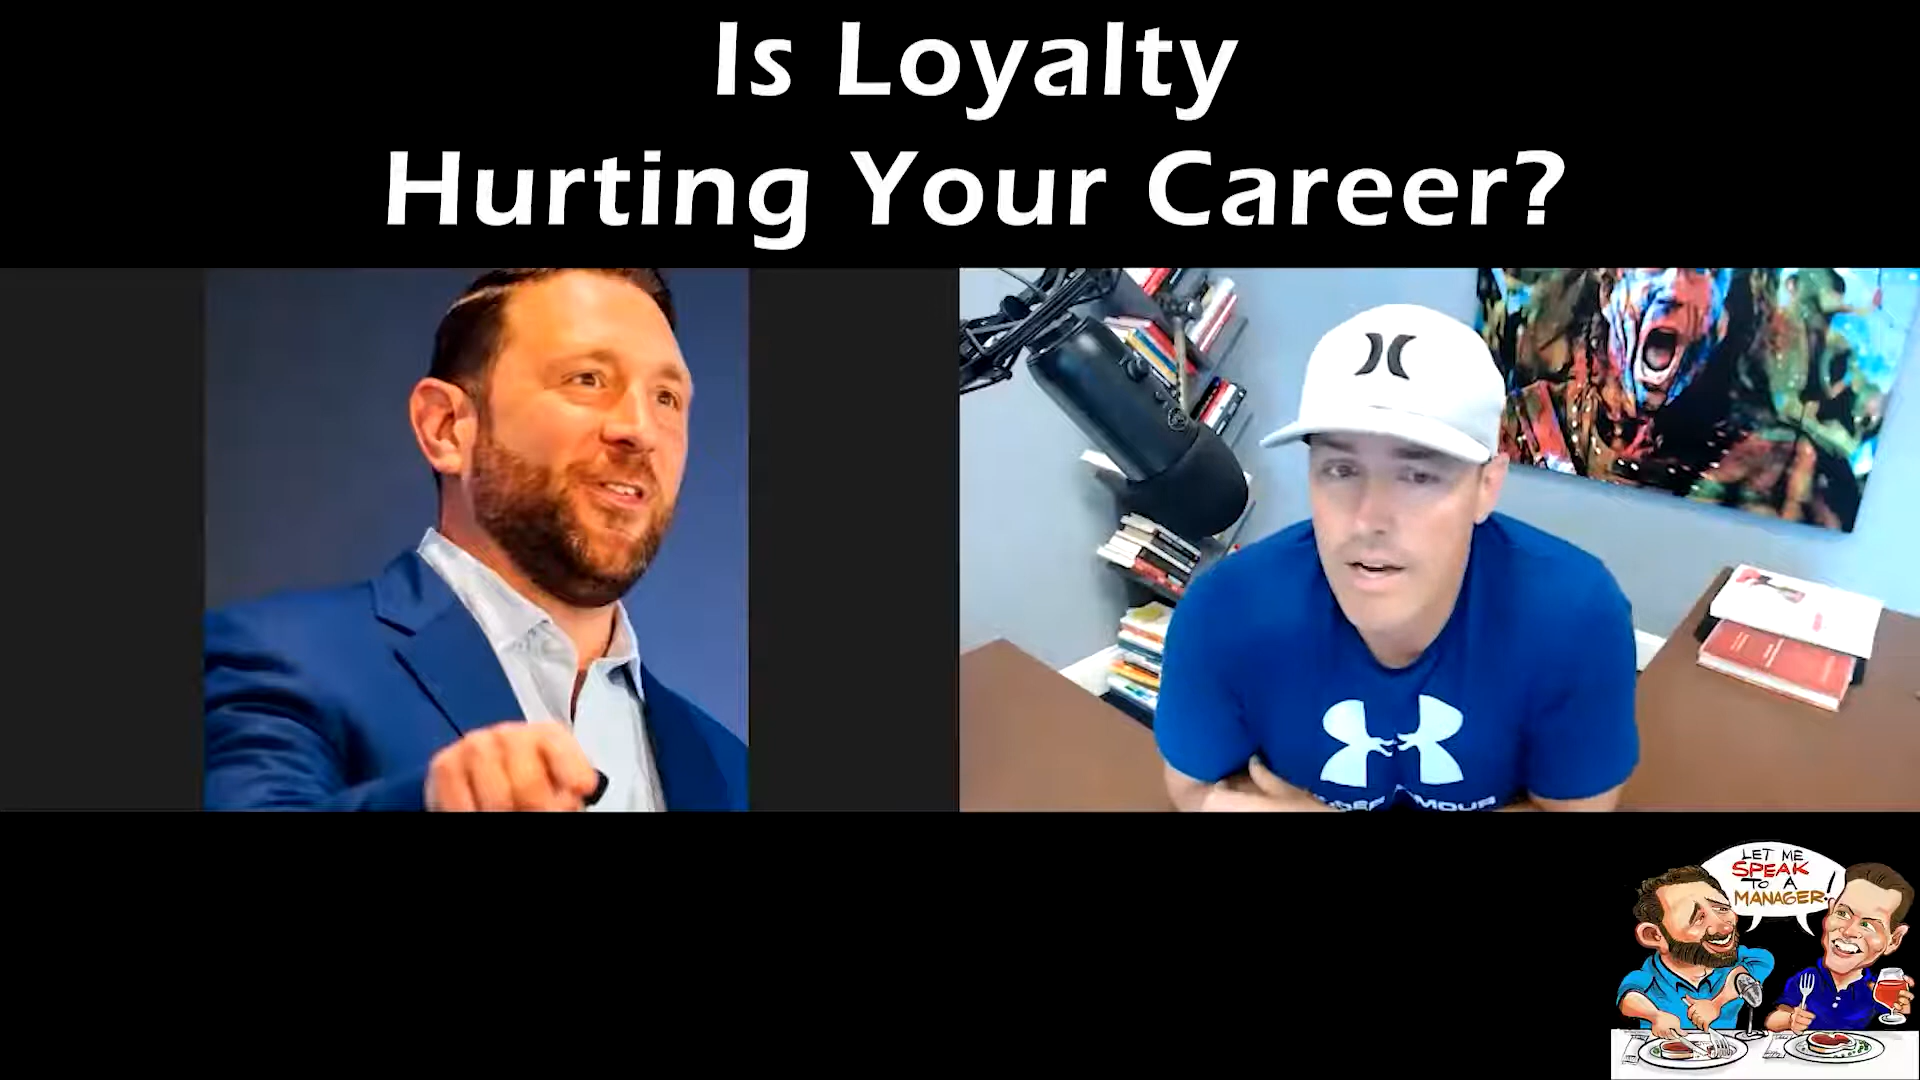 Is Loyalty
Hurting Your Career?
LET ME
SPEAK
TO A
MANAGER!